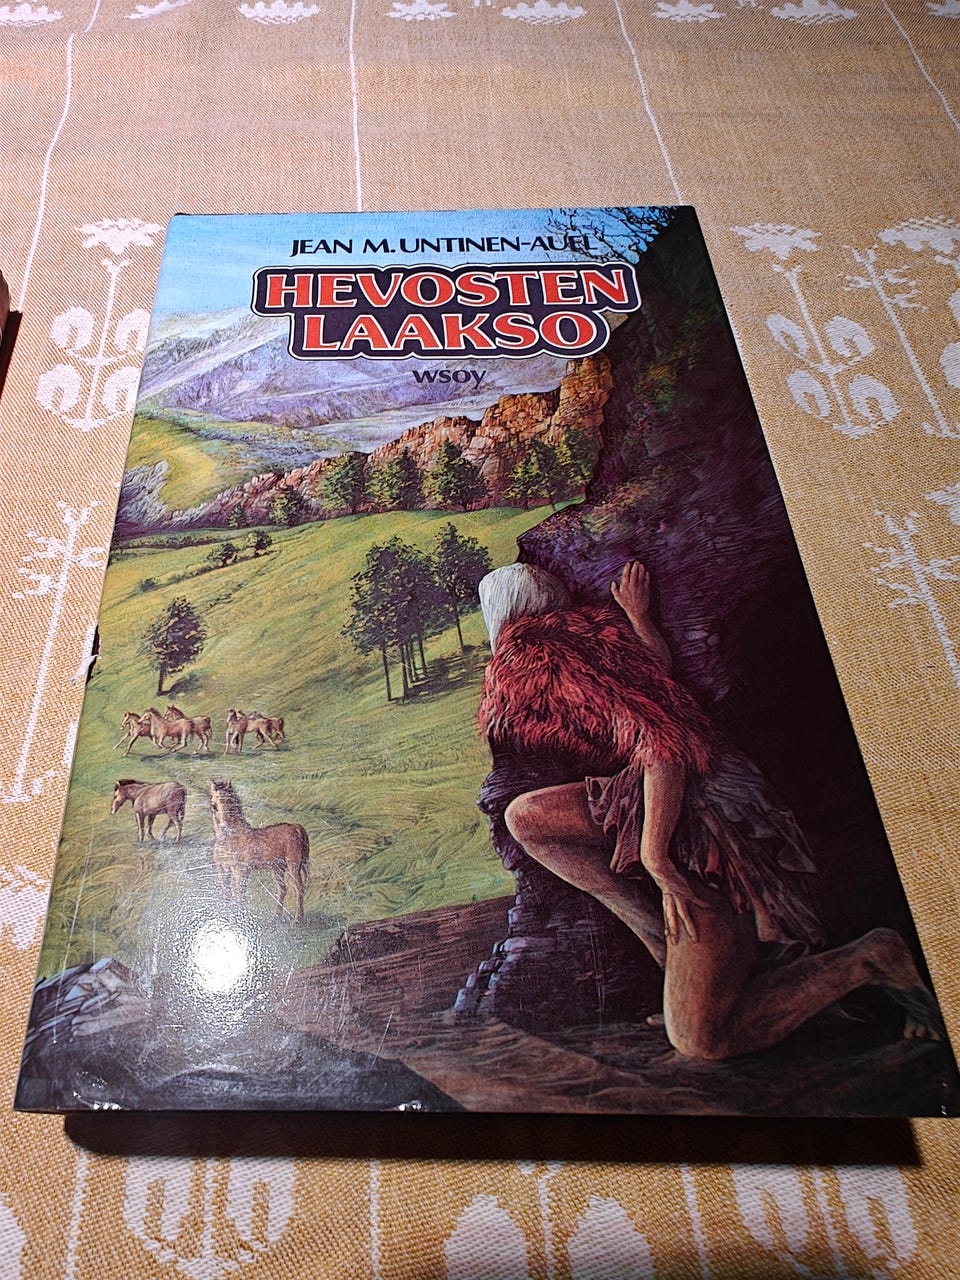 JEAN M. UNTINEN-AUEL
HEVOSTEN
LAAKSO
wsoy